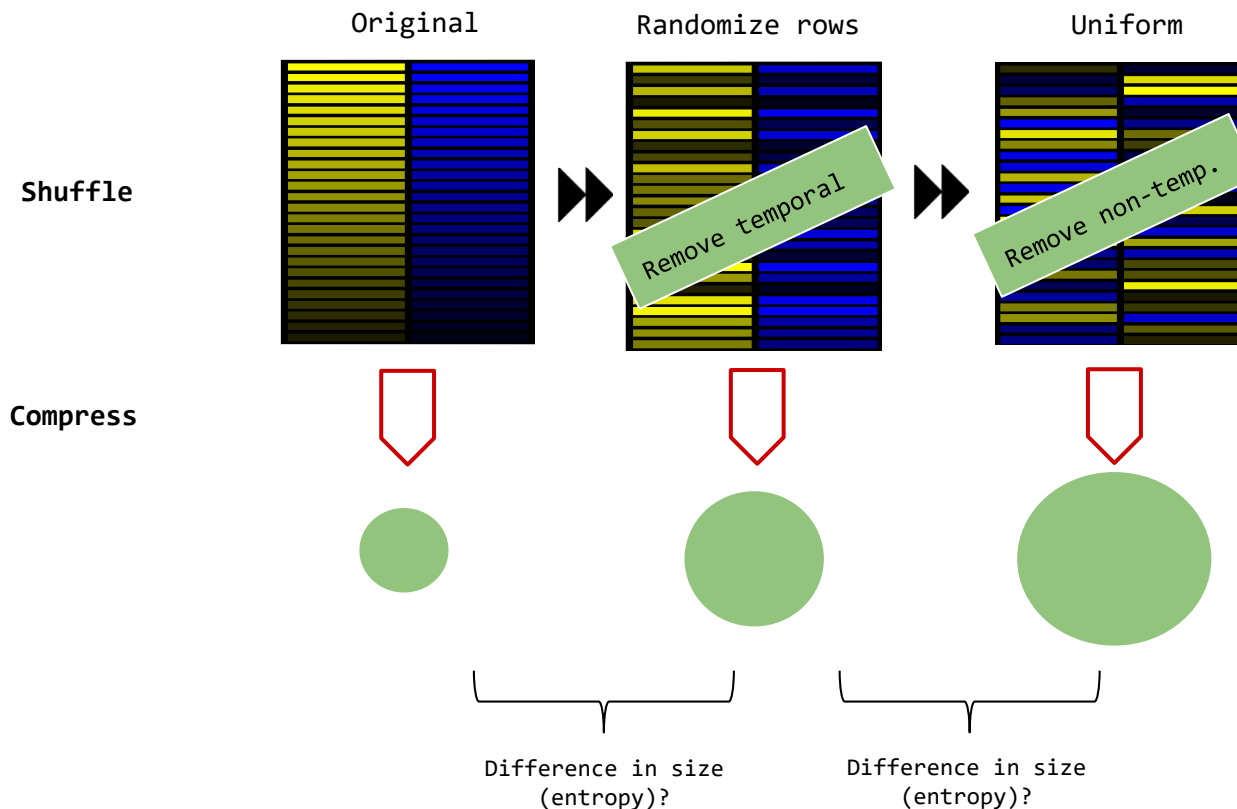 Original
Randomize rows
Uniform
Shuffle
Remove temporal
Remove non-temp.
Compress
Difference in size
(entropy)?
Difference in size
(entropy)?